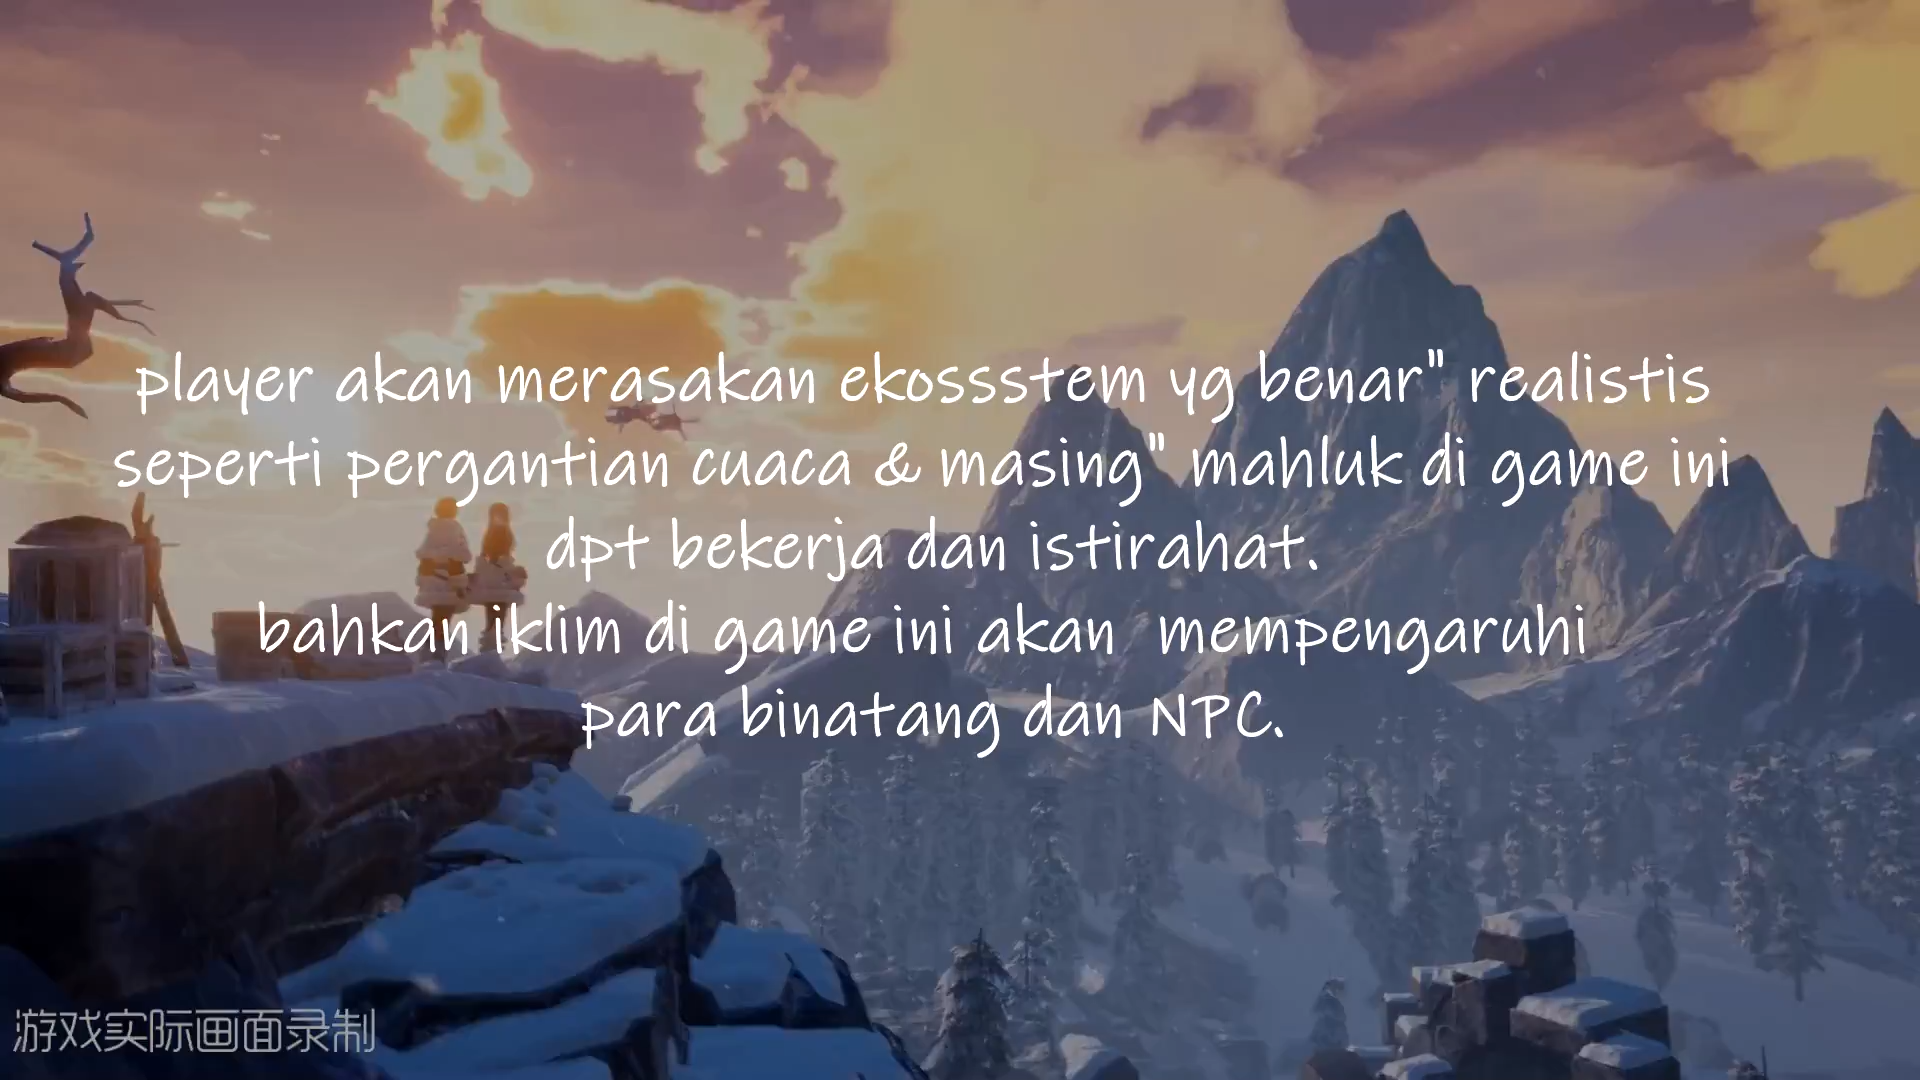 player akan merasakan ekossstem yg benar" realistis
seperti pergantian cuaca & masing" mahluk di game ini
dpt bekerja dan istirahat.
bahkan iklim di game ini akan  mempengaruhi
para binatang dan NPC.
游戏实际画面录制